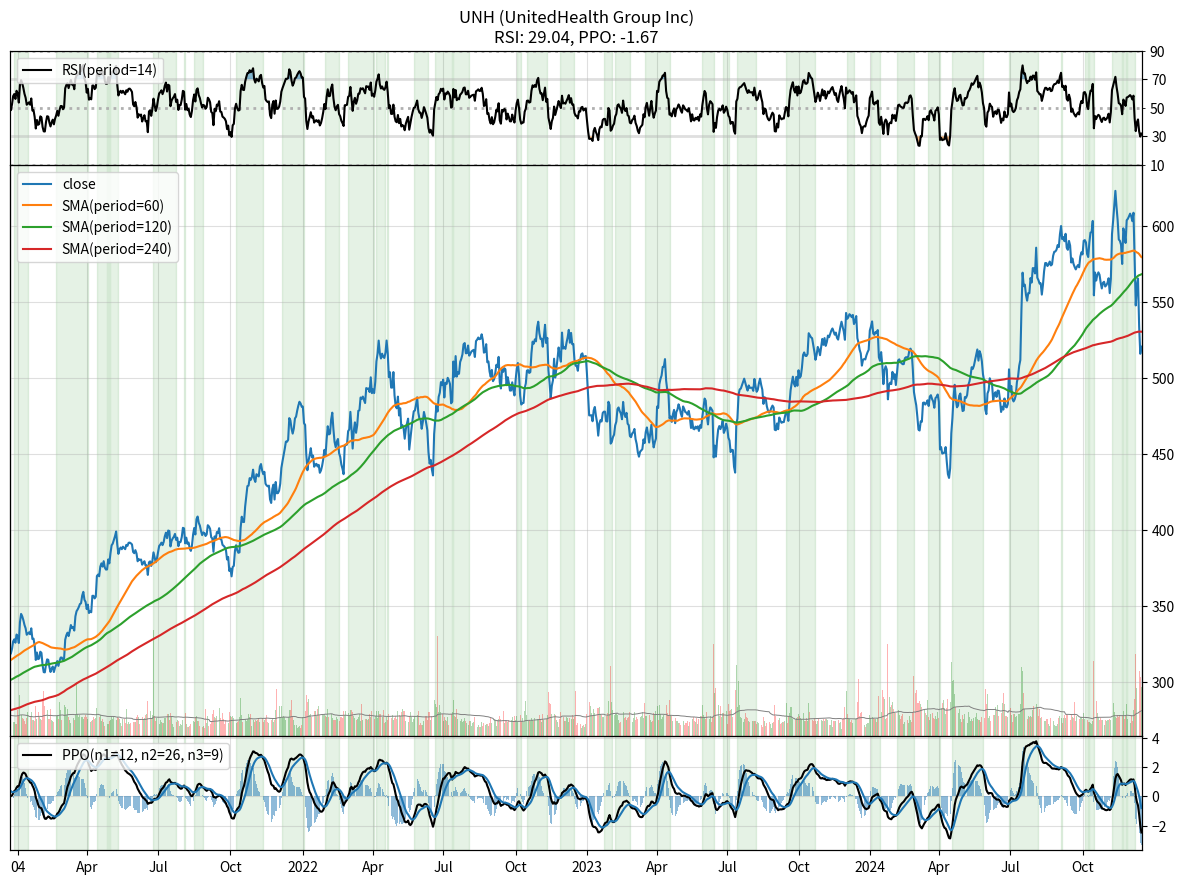 UNH (UnitedHealth Group Inc)
RSI: 29.04, PPO: -1.67
RSI(period=14)
90
70
50
30
10
close
SMA(period=60)
SMA(period=120)
SMA(period=240)
600
550
500
450
400
350
300
PPO(n1=12, n2=26, n3=9)
4
2
0
−2
04 Apr Jul Oct 2022 Apr Jul Oct 2023 Apr Jul Oct 2024 Apr Jul Oct